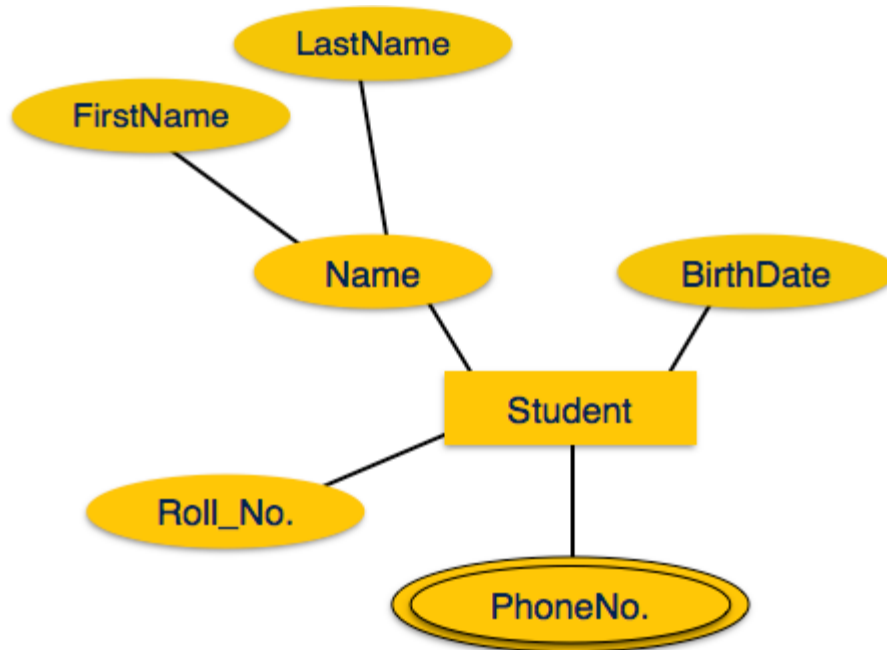 LastName
FirstName
Name
BirthDate
Student
Roll_No.
PhoneNo.